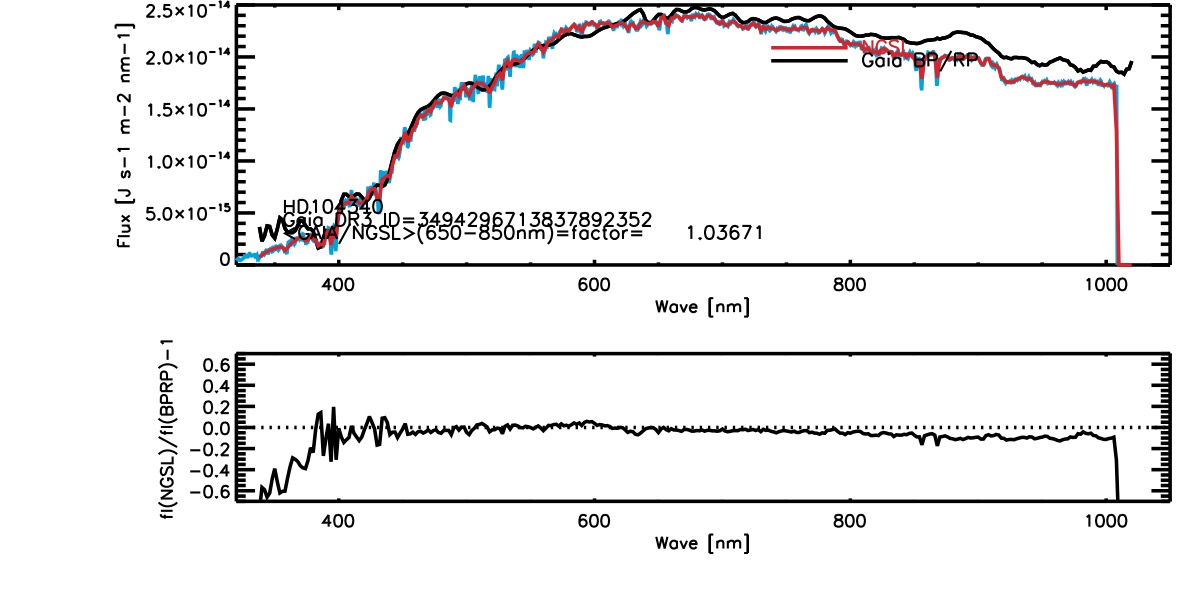 2.5×10−14
2.0×10−14
1.5×10−14
1.0×10−14
5.0×10−15
0
Flux [J s−1 m−2 nm−1]
NGSL
Gaia BP/RP
HD104340
Gaia DR3 ID=3494296713837892352
<GAIA/NGSL>(650−850nm)=factor= 1.03671
400 600 800 1000
Wave [nm]
0.6
0.4
0.2
0.0
−0.2
−0.4
−0.6
fl(NGSL)/fl(BPRP)−1
400 600 800 1000
Wave [nm]